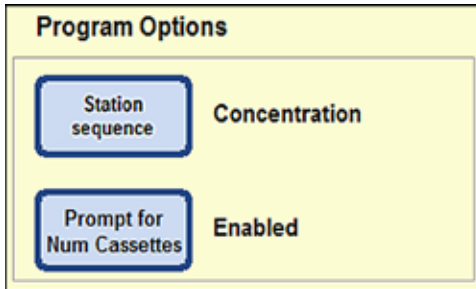 Program Options
Station
sequence
Concentration
Prompt for
Num Cassettes
Enabled